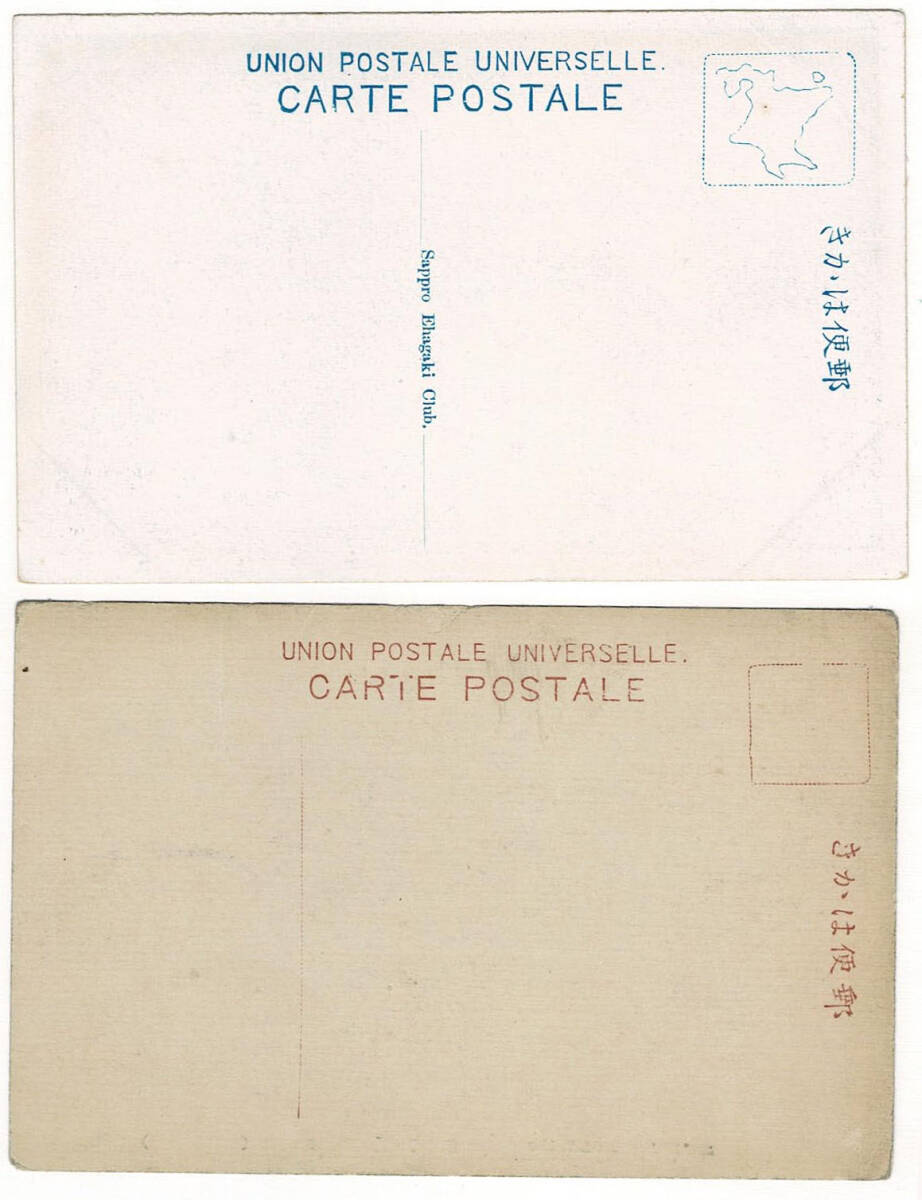 UNION POSTALE UNIVERSELLE.
CARTE POSTALE
Sappro Ehagaki Club.
きかは便郵
UNION POSTALE UNIVERSELLE.
CARTE POSTALE
きかは便郵